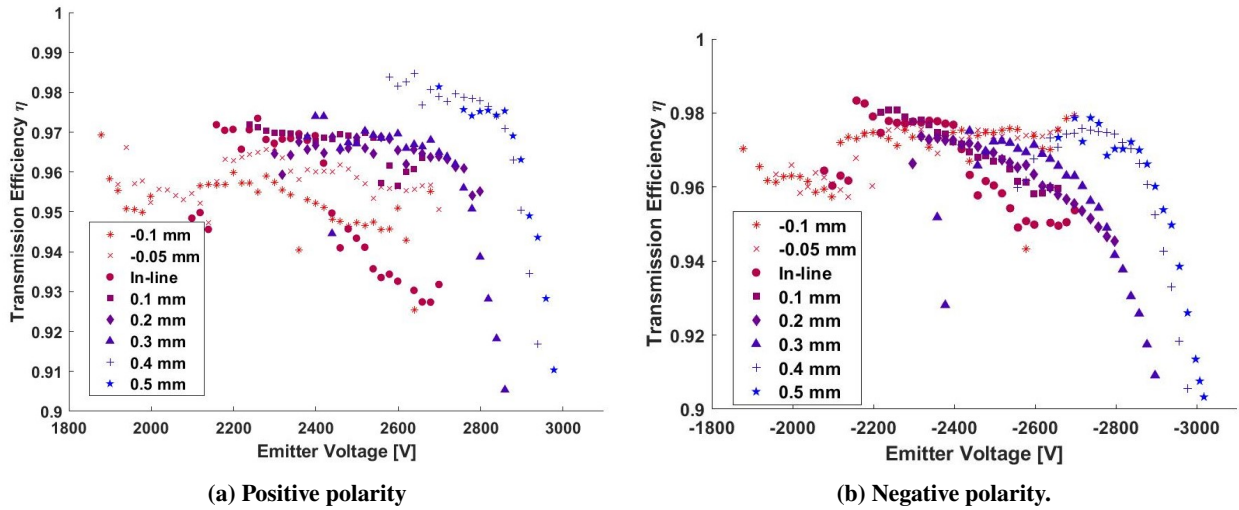 Transmission Efficiency η
1
0.99
0.98
0.97
0.96
0.95
0.94
0.93
0.92
0.91
0.9
-0.1 mm
-0.05 mm
In-line
0.1 mm
0.2 mm
0.3 mm
0.4 mm
0.5 mm
1800 2000 2200 2400 2600 2800 3000
Emitter Voltage [V]
(a) Positive polarity
Transmission Efficiency η
1
0.98
0.96
0.94
0.92
0.9
-0.1 mm
-0.05 mm
In-line
0.1 mm
0.2 mm
0.3 mm
0.4 mm
0.5 mm
-1800 -2000 -2200 -2400 -2600 -2800 -3000
Emitter Voltage [V]
(b) Negative polarity.